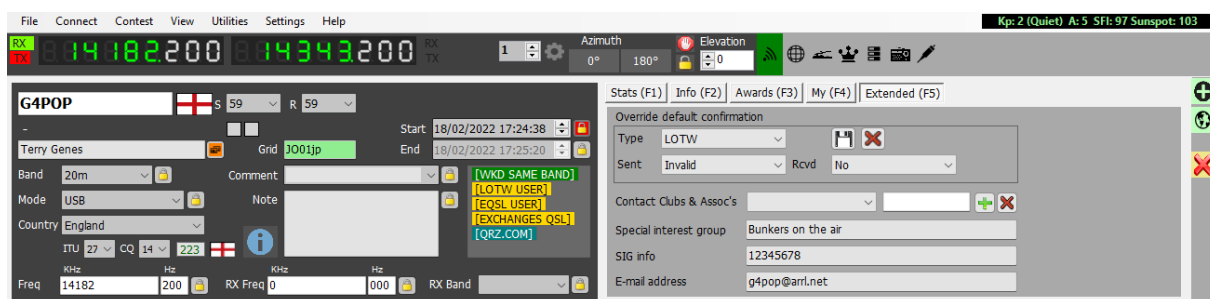 File Connect Contest View Utilities Settings Help
Kp: 2 (Quiet) A: 5 SFI: 97 Sunspot: 103
RX 14182.200 14343.200 RX
TX TX
1 Azimuth 0° 180° Elevation 0
G4POP S 59 R 59
- Start 18/02/2022 17:24:38
Terry Genes Grid JO01jp End 18/02/2022 17:25:20
Band 20m Comment [WKD SAME BAND]
[LOTW USER]
Mode USB Note [EQSL USER]
[EXCHANGES QSL]
Country England [QRZ.COM]
ITU 27 CQ 14 223
KHz Hz KHz Hz
Freq 14182 200 RX Freq 0 000 RX Band
Stats (F1) Info (F2) Awards (F3) My (F4) Extended (F5)
Override default confirmation
Type LOTW
Sent Invalid Rcvd No
Contact Clubs & Assoc's
Special interest group Bunkers on the air
SIG info 12345678
E-mail address g4pop@arrl.net